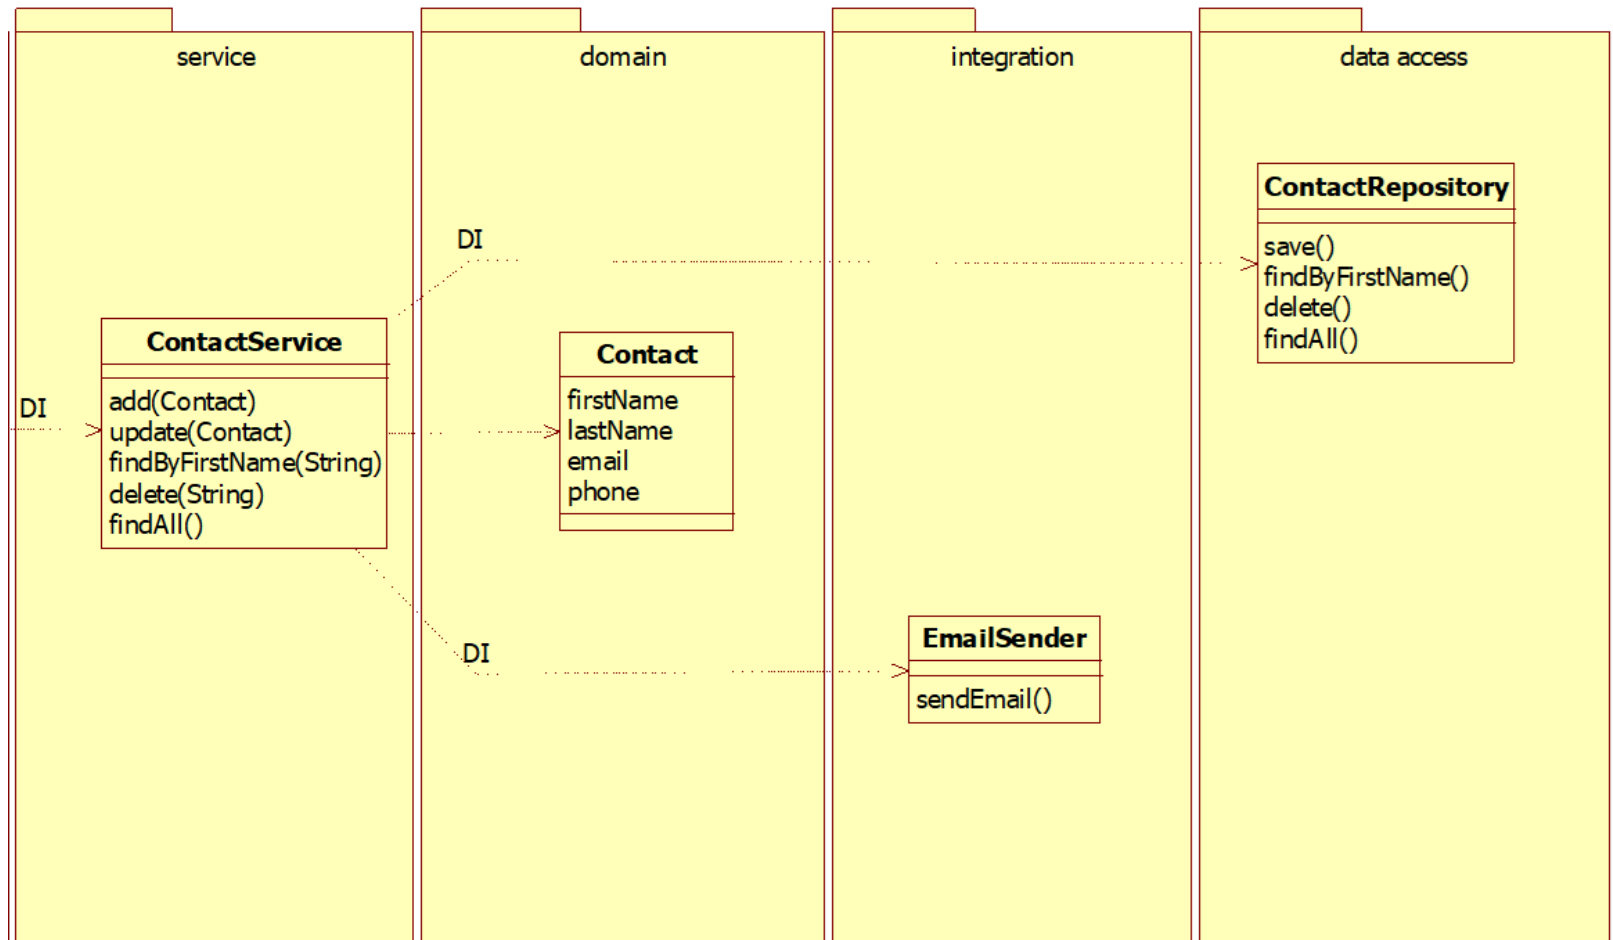 service
domain
integration
data access
DI
ContactService
add(Contact)
update(Contact)
findByFirstName(String)
delete(String)
findAll()
DI
Contact
firstName
lastName
email
phone
DI
EmailSender
sendEmail()
ContactRepository
save()
findByFirstName()
delete()
findAll()